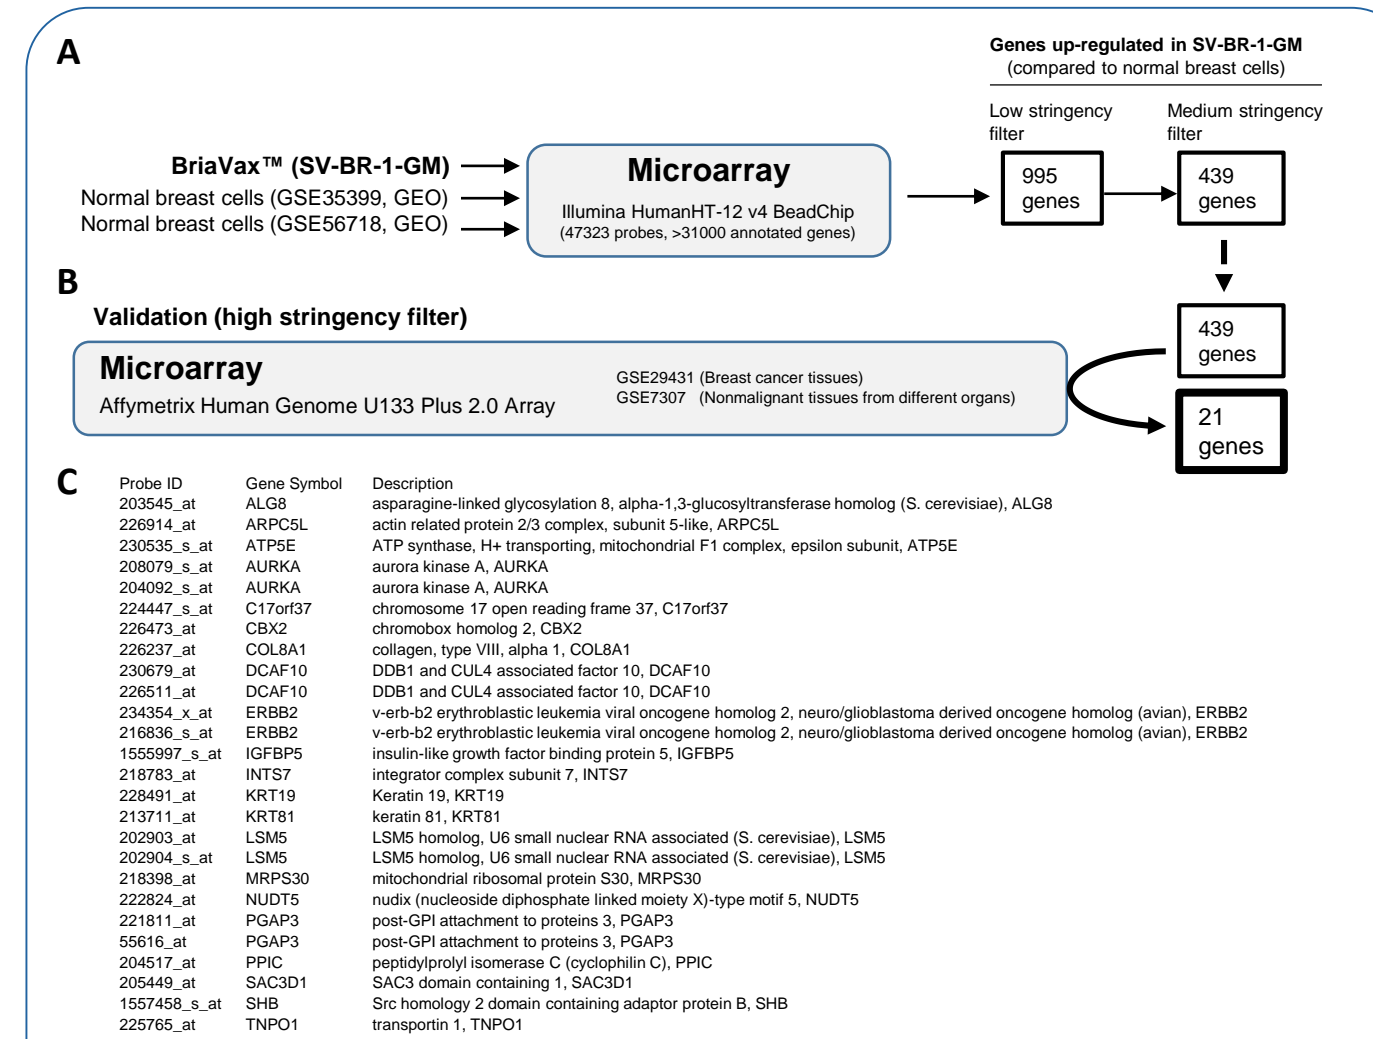 A
Genes up-regulated in SV-BR-1-GM
(compared to normal breast cells)
Low stringency
filter
Medium stringency
filter
BriaVax™ (SV-BR-1-GM)
Normal breast cells (GSE35399, GEO)
Normal breast cells (GSE56718, GEO)
Microarray
Illumina HumanHT-12 v4 BeadChip
(47323 probes, >31000 annotated genes)
995
genes
439
genes
B
Validation (high stringency filter)
Microarray
Affymetrix Human Genome U133 Plus 2.0 Array
GSE29431 (Breast cancer tissues)
GSE7307 (Nonmalignant tissues from different organs)
439
genes
21
genes
C
Probe ID Gene Symbol Description
203545_at ALG8 asparagine-linked glycosylation 8, alpha-1,3-glucosyltransferase homolog (S. cerevisiae), ALG8
226914_at ARPC5L actin related protein 2/3 complex, subunit 5-like, ARPC5L
230535_s_at ATP5E ATP synthase, H+ transporting, mitochondrial F1 complex, epsilon subunit, ATP5E
208079_s_at AURKA aurora kinase A, AURKA
204092_s_at AURKA aurora kinase A, AURKA
224447_s_at C17orf37 chromosome 17 open reading frame 37, C17orf37
226473_at CBX2 chromobox homolog 2, CBX2
226237_at COL8A1 collagen, type VIII, alpha 1, COL8A1
230679_at DCAF10 DDB1 and CUL4 associated factor 10, DCAF10
226511_at DCAF10 DDB1 and CUL4 associated factor 10, DCAF10
234354_x_at ERBB2 v-erb-b2 erythroblastic leukemia viral oncogene homolog 2, neuro/glioblastoma derived oncogene homolog (avian), ERBB2
216836_s_at ERBB2 v-erb-b2 erythroblastic leukemia viral oncogene homolog 2, neuro/glioblastoma derived oncogene homolog (avian), ERBB2
1555997_s_at IGFBP5 insulin-like growth factor binding protein 5, IGFBP5
218783_at INTS7 integrator complex subunit 7, INTS7
228491_at KRT19 Keratin 19, KRT19
213711_at KRT81 keratin 81, KRT81
202903_at LSM5 LSM5 homolog, U6 small nuclear RNA associated (S. cerevisiae), LSM5
202904_s_at LSM5 LSM5 homolog, U6 small nuclear RNA associated (S. cerevisiae), LSM5
218398_at MRPS30 mitochondrial ribosomal protein S30, MRPS30
222824_at NUDT5 nudix (nucleoside diphosphate linked moiety X)-type motif 5, NUDT5
221811_at PGAP3 post-GPI attachment to proteins 3, PGAP3
55616_at PGAP3 post-GPI attachment to proteins 3, PGAP3
204517_at PPIC peptidylprolyl isomerase C (cyclophilin C), PPIC
205449_at SAC3D1 SAC3 domain containing 1, SAC3D1
1557458_s_at SHB Src homology 2 domain containing adaptor protein B, SHB
225765_at TNPO1 transportin 1, TNPO1